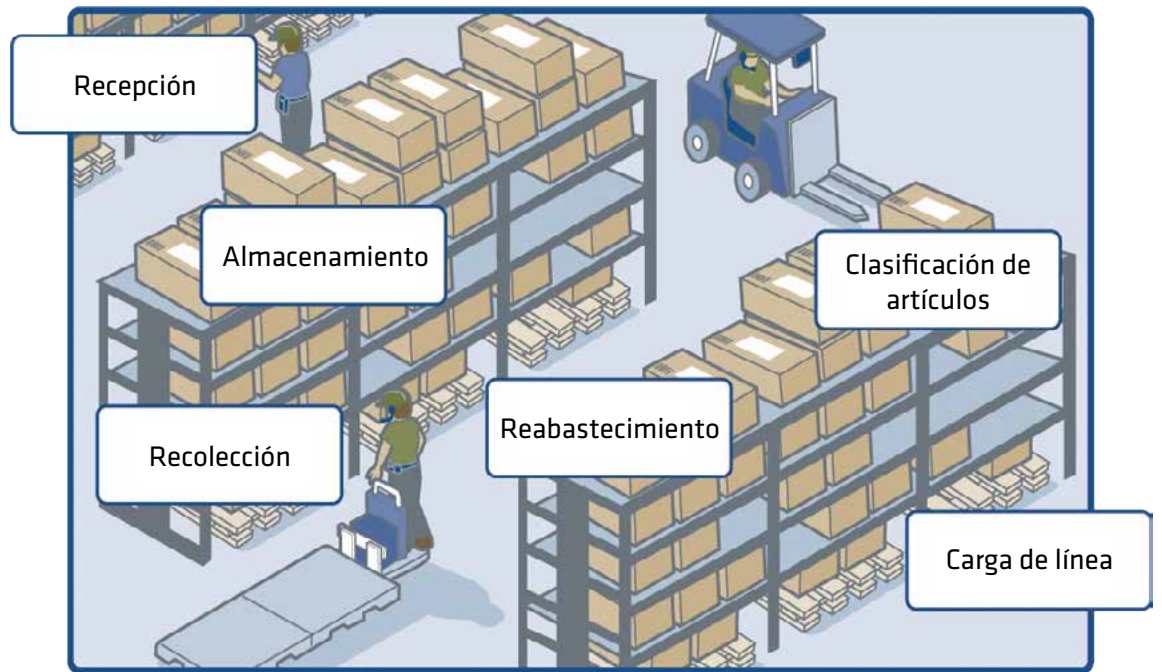 Recepción
Almacenamiento
Clasificación de
artículos
Recolección
Reabastecimiento
Carga de línea